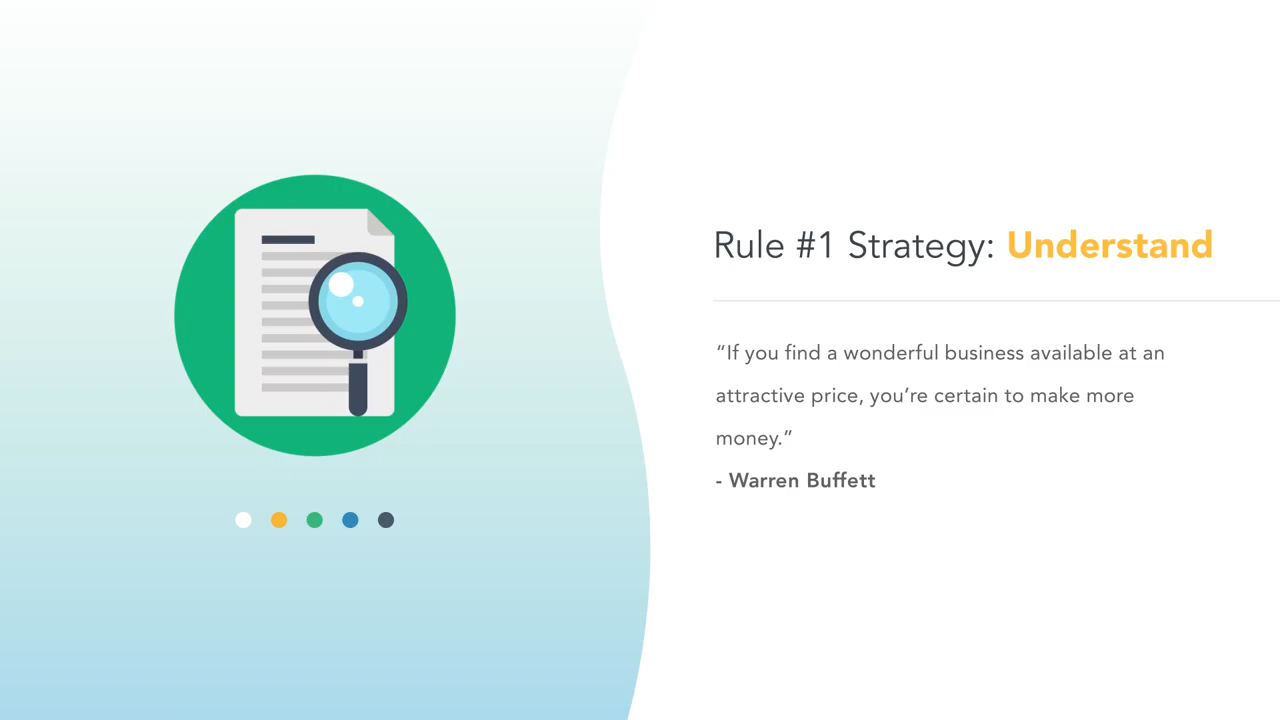 Rule #1 Strategy: Understand
“If you find a wonderful business available at an
attractive price, you’re certain to make more
money.”
- Warren Buffett